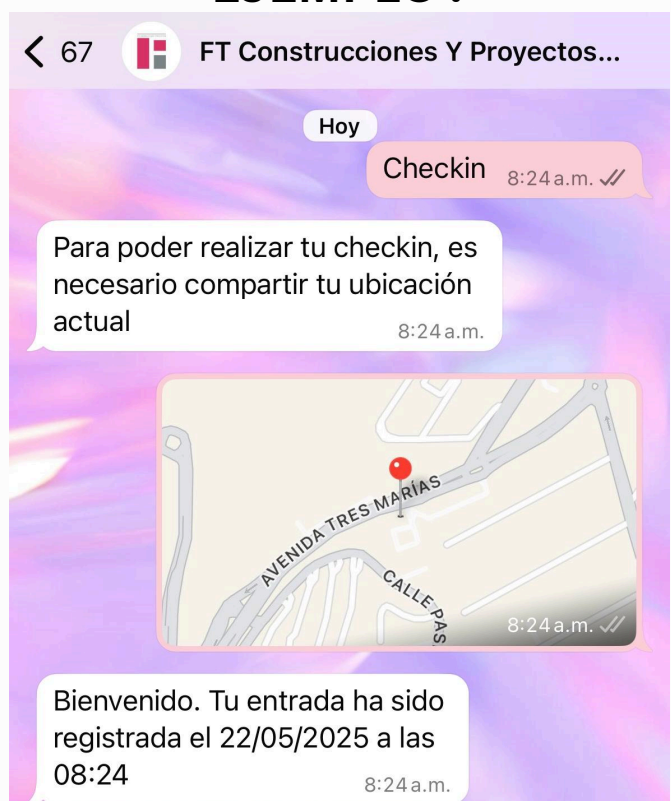 67 FT Construcciones Y Proyectos...
Hoy
Checkin 8:24 a.m.
Para poder realizar tu checkin, es
necesario compartir tu ubicación
actual 8:24 a.m.
AVENIDA TRES MARÍAS
CALLE PAS
8:24 a.m.
Bienvenido. Tu entrada ha sido
registrada el 22/05/2025 a las
08:24 8:24 a.m.